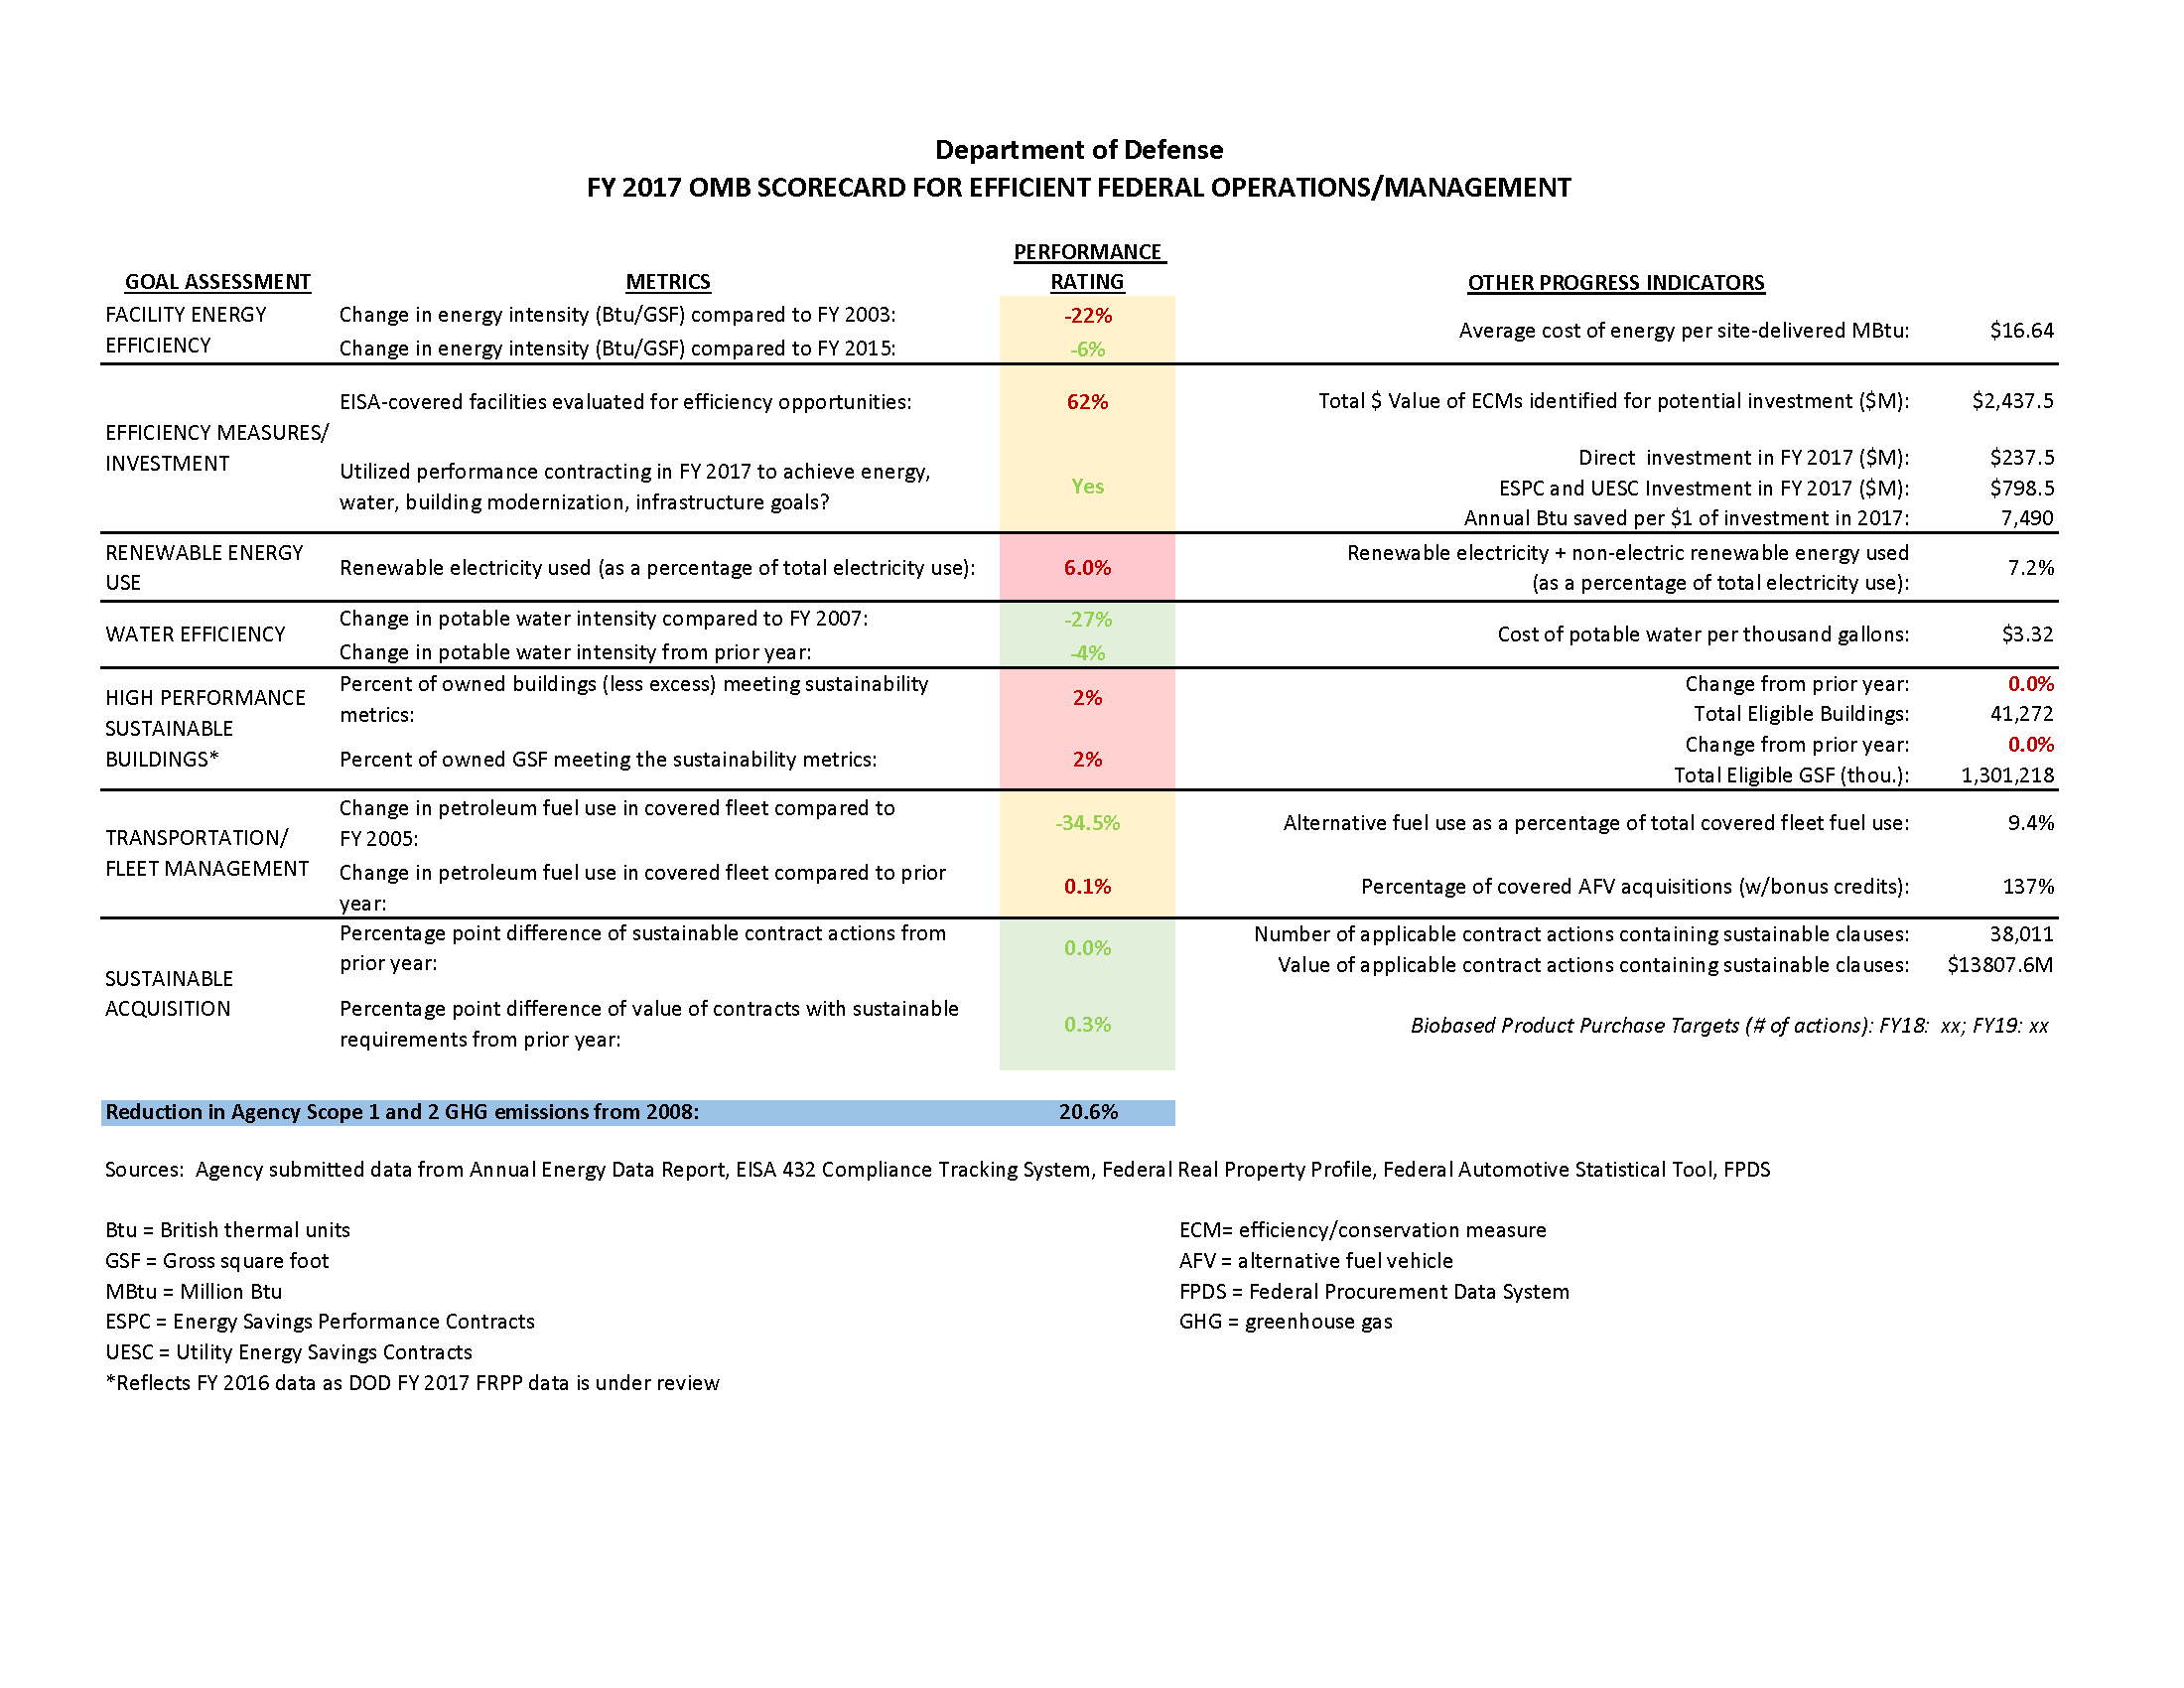 Department of Defense
FY 2017 OMB SCORECARD FOR EFFICIENT FEDERAL OPERATIONS/MANAGEMENT
GOAL ASSESSMENT METRICS PERFORMANCE RATING OTHER PROGRESS INDICATORS
FACILITY ENERGY
EFFICIENCY
Change in energy intensity (Btu/GSF) compared to FY 2003: -22%
Change in energy intensity (Btu/GSF) compared to FY 2015: -6%
Average cost of energy per site-delivered MBtu: $16.64
EFFICIENCY MEASURES/
INVESTMENT
EISA-covered facilities evaluated for efficiency opportunities: 62%
Utilized performance contracting in FY 2017 to achieve energy,
water, building modernization, infrastructure goals? Yes
Total $ Value of ECMs identified for potential investment ($M): $2,437.5
Direct investment in FY 2017 ($M): $237.5
ESPC and UESC Investment in FY 2017 ($M): $798.5
Annual Btu saved per $1 of investment in 2017: 7,490
RENEWABLE ENERGY
USE
Renewable electricity used (as a percentage of total electricity use): 6.0%
Renewable electricity + non-electric renewable energy used
(as a percentage of total electricity use): 7.2%
WATER EFFICIENCY
Change in potable water intensity compared to FY 2007: -27%
Change in potable water intensity from prior year: -4%
Cost of potable water per thousand gallons: $3.32
HIGH PERFORMANCE
SUSTAINABLE
BUILDINGS*
Percent of owned buildings (less excess) meeting sustainability
metrics: 2%
Percent of owned GSF meeting the sustainability metrics: 2%
Change from prior year: 0.0%
Total Eligible Buildings: 41,272
Change from prior year: 0.0%
Total Eligible GSF (thou.): 1,301,218
TRANSPORTATION/
FLEET MANAGEMENT
Change in petroleum fuel use in covered fleet compared to
FY 2005: -34.5%
Change in petroleum fuel use in covered fleet compared to prior
year: 0.1%
Alternative fuel use as a percentage of total covered fleet fuel use: 9.4%
Percentage of covered AFV acquisitions (w/bonus credits): 137%
SUSTAINABLE
ACQUISITION
Percentage point difference of sustainable contract actions from
prior year: 0.0%
Percentage point difference of value of contracts with sustainable
requirements from prior year: 0.3%
Number of applicable contract actions containing sustainable clauses: 38,011
Value of applicable contract actions containing sustainable clauses: $13807.6M
Biobased Product Purchase Targets (# of actions): FY18: xx; FY19: xx
Reduction in Agency Scope 1 and 2 GHG emissions from 2008: 20.6%
Sources: Agency submitted data from Annual Energy Data Report, EISA 432 Compliance Tracking System, Federal Real Property Profile, Federal Automotive Statistical Tool, FPDS
Btu = British thermal units
GSF = Gross square foot
MBtu = Million Btu
ESPC = Energy Savings Performance Contracts
UESC = Utility Energy Savings Contracts
*Reflects FY 2016 data as DOD FY 2017 FRPP data is under review
ECM= efficiency/conservation measure
AFV = alternative fuel vehicle
FPDS = Federal Procurement Data System
GHG = greenhouse gas